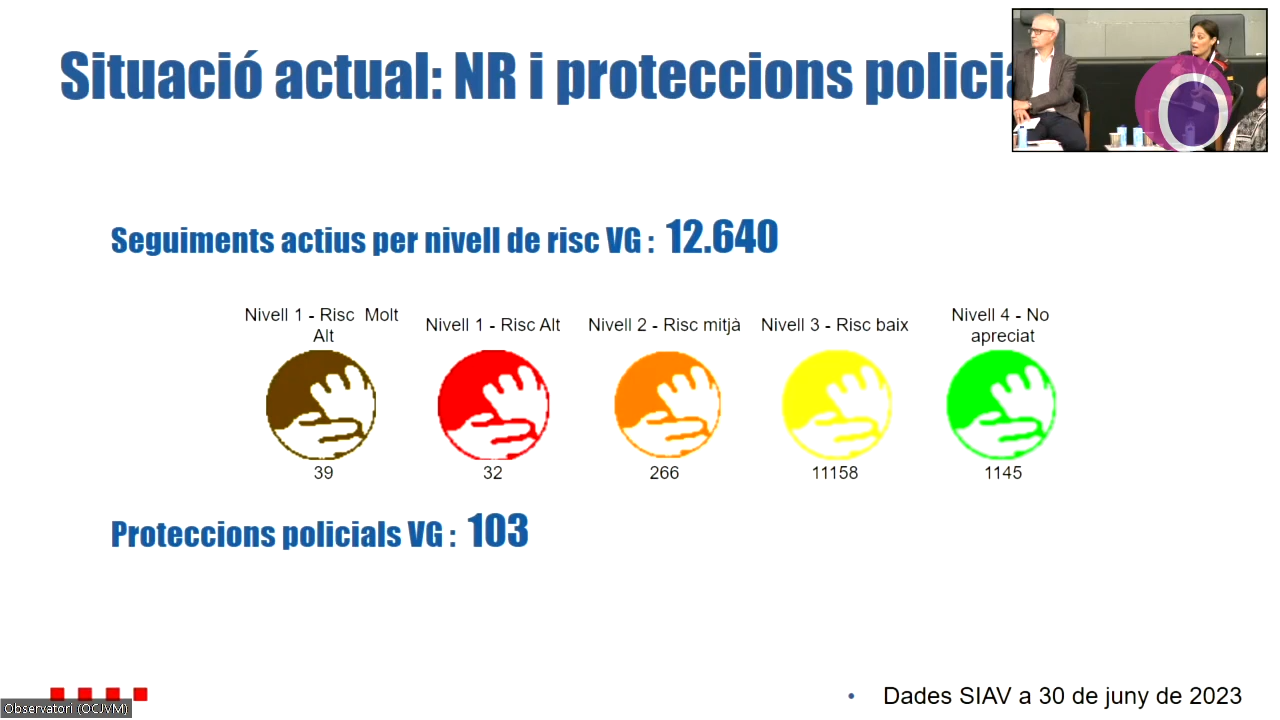 Situació actual: NR i proteccions policia
Seguiments actius per nivell de risc VG : 12.640
Nivell 1 - Risc Molt
Alt
Nivell 1 - Risc Alt
Nivell 2 - Risc mitjà
Nivell 3 - Risc baix
Nivell 4 - No
apreciat
39
32
266
11158
1145
Proteccions policials VG : 103
Observatori (OCJVM)
• Dades SIAV a 30 de juny de 2023